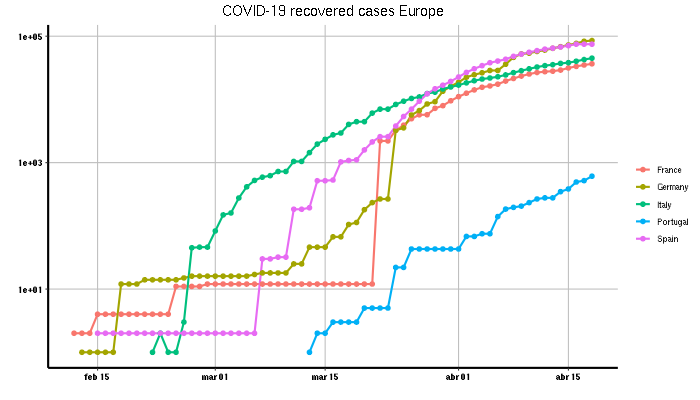 COVID-19 recovered cases Europe
1e+05
1e+03
1e+01
feb 15
mar 01
mar 15
abr 01
abr 15
France
Germany
Italy
Portugal
Spain